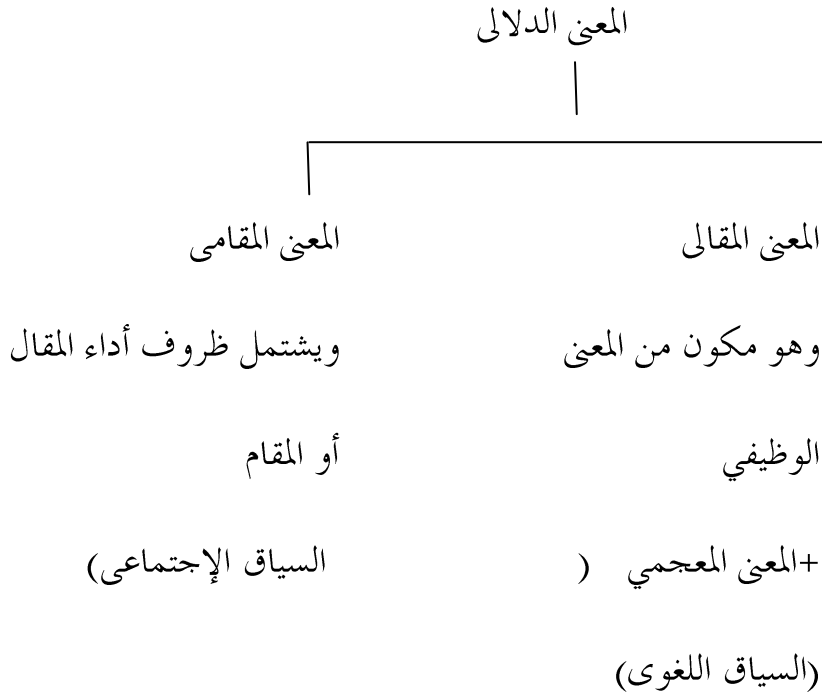 المعنى الدلالى
المعنى المقالى
وهو مكون من المعنى
الوظيفي
+المعنى المعجمي (
(السياق اللغوى)
المعنى المقامى
ويشتمل ظروف أداء المقال
أو المقام
السياق الإجتماعى)